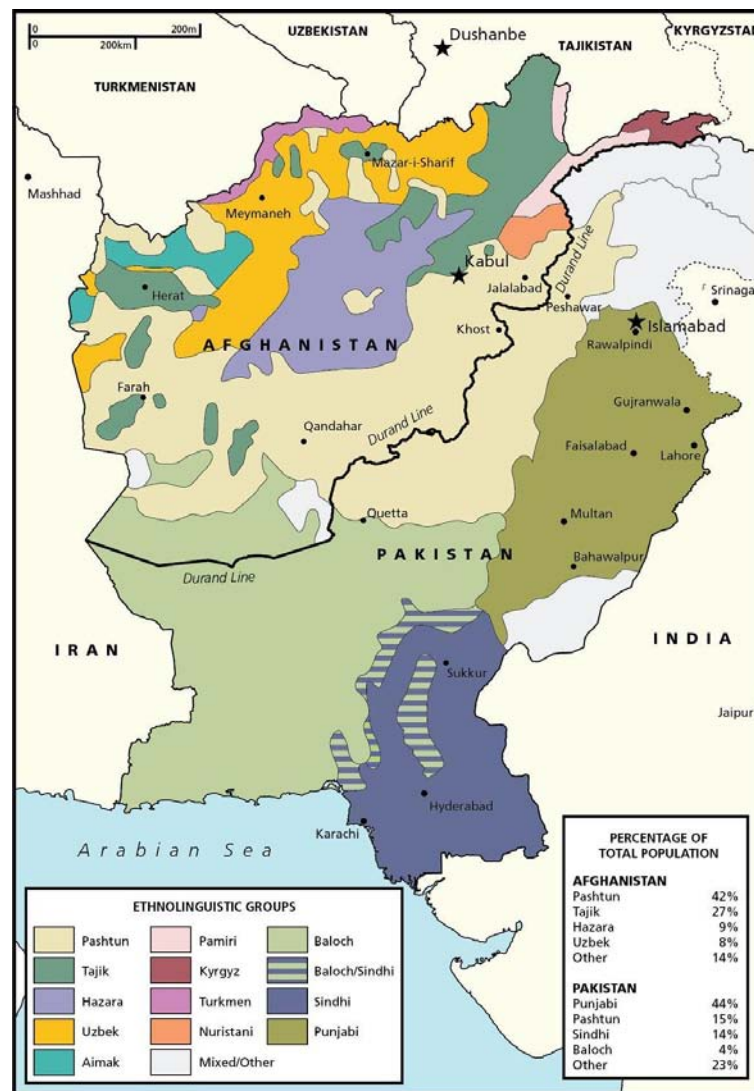 0 200m
0 200km
UZBEKISTAN
Dushanbe
TAJIKISTAN
KYRGYZSTAN
TURKMENISTAN
Mashhad
Mazar-i-Sharif
Meymaneh
Herat
Kabul
Jalalabad
Durand Line
Peshawar
Srinaga
Khost
Islamabad
Rawalpindi
AFGHANISTAN
Farah
Qandahar
Durand Line
Gujranwala
Faisalabad
Lahore
Quetta
Multan
PAKISTAN
Bahawalpur
Durand Line
IRAN
INDIA
Sukkur
Jaipur
Hyderabad
Karachi
Arabian Sea
ETHNOLINGUISTIC GROUPS
Pashtun Pamiri Baloch
Tajik Kyrgyz Baloch/Sindhi
Hazara Turkmen Sindhi
Uzbek Nuristani Punjabi
Aimak Mixed/Other
PERCENTAGE OF
TOTAL POPULATION
AFGHANISTAN
Pashtun 42%
Tajik 27%
Hazara 9%
Uzbek 8%
Other 14%
PAKISTAN
Punjabi 44%
Pashtun 15%
Sindhi 14%
Baloch 4%
Other 23%